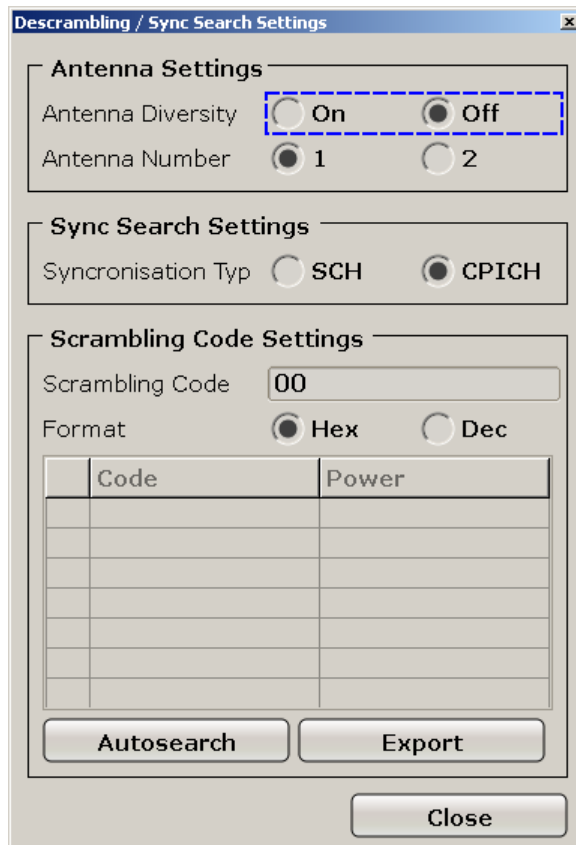 Descrambling / Sync Search Settings
Antenna Settings
Antenna Diversity On Off
Antenna Number 1 2
Sync Search Settings
Syncronisation Typ SCH CPICH
Scrambling Code Settings
Scrambling Code 00
Format Hex Dec
Code Power
Autosearch Export
Close